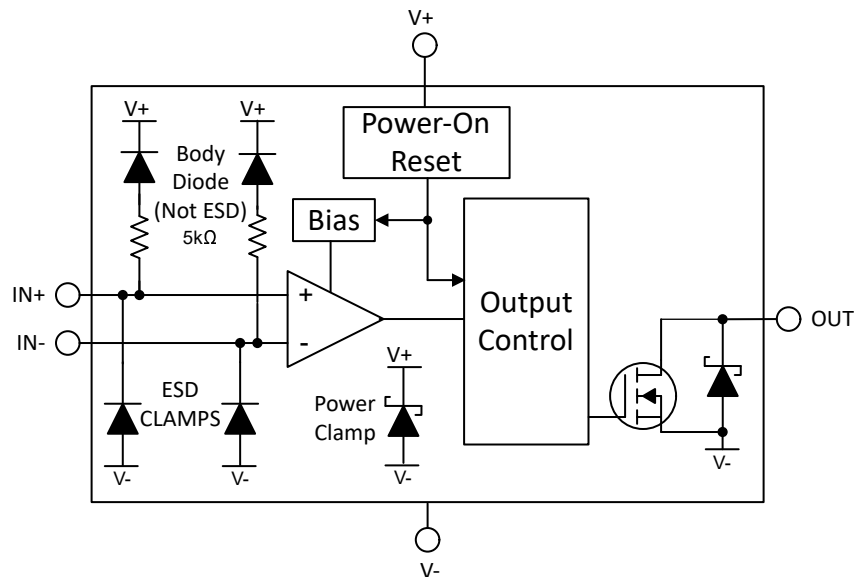 V+
V+
V+
Power-On
Reset
Body
Diode
(Not ESD)
5kΩ
Bias
IN+
+
Output
Control
OUT
IN-
-
V+
ESD
CLAMPS
Power
Clamp
V-
V-
V-
V-
V-